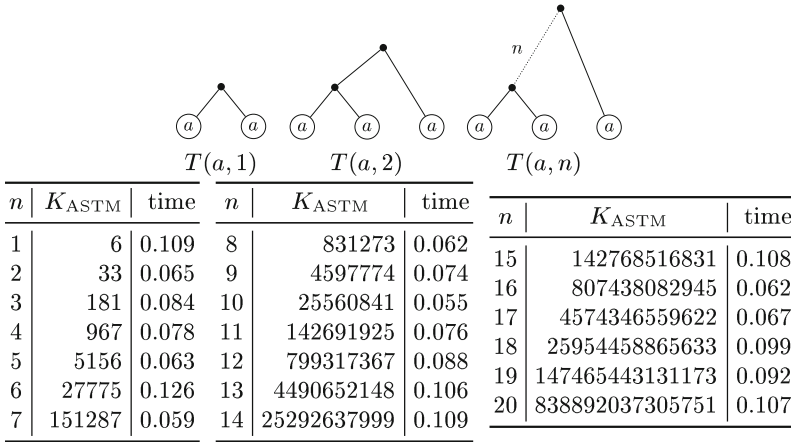 n
a a a a a a a a
T(a, 1) T(a, 2) T(a, n)
n K_ASTM time
1 6 0.109
2 33 0.065
3 181 0.084
4 967 0.078
5 5156 0.063
6 27775 0.126
7 151287 0.059
n K_ASTM time
8 831273 0.062
9 4597774 0.074
10 25560841 0.055
11 142691925 0.076
12 799317367 0.088
13 4490652148 0.106
14 25292637999 0.109
n K_ASTM time
15 142768516831 0.108
16 807438082945 0.062
17 4574346559622 0.067
18 25954458865633 0.099
19 147465443131173 0.092
20 838892037305751 0.107